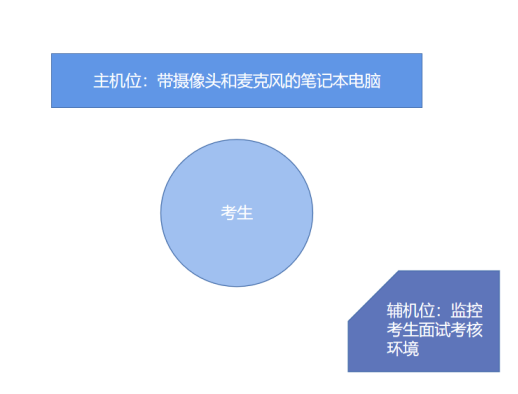 主机位：带摄像头和麦克风的笔记本电脑
考生
辅机位：监控
考生面试考核
环境